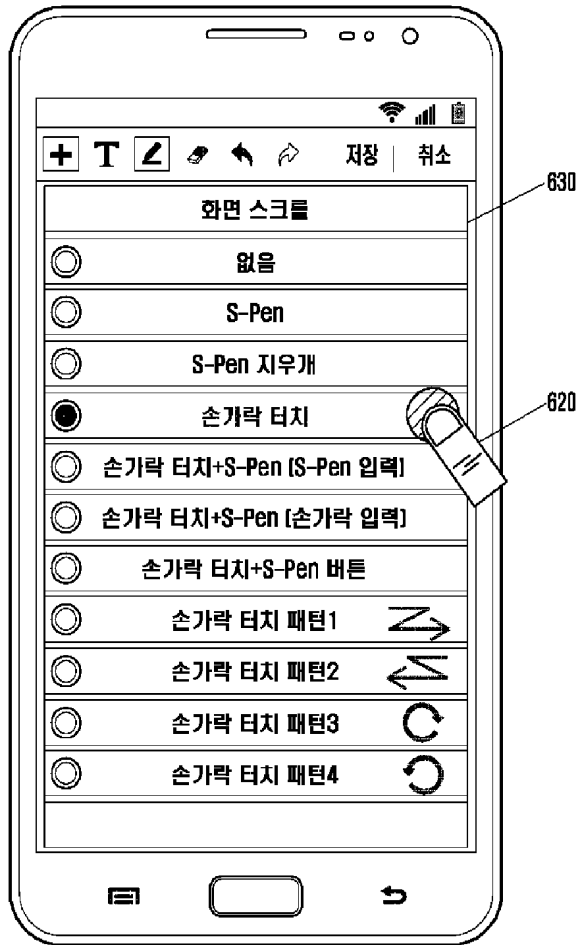 T 저장 | 취소
630
화면 스크롤
없음
S-Pen
S-Pen 지우개
손가락 터치
620
손가락 터치+S-Pen (S-Pen 입력)
손가락 터치+S-Pen (손가락 입력)
손가락 터치+S-Pen 버튼
손가락 터치 패턴1
손가락 터치 패턴2
손가락 터치 패턴3
손가락 터치 패턴4